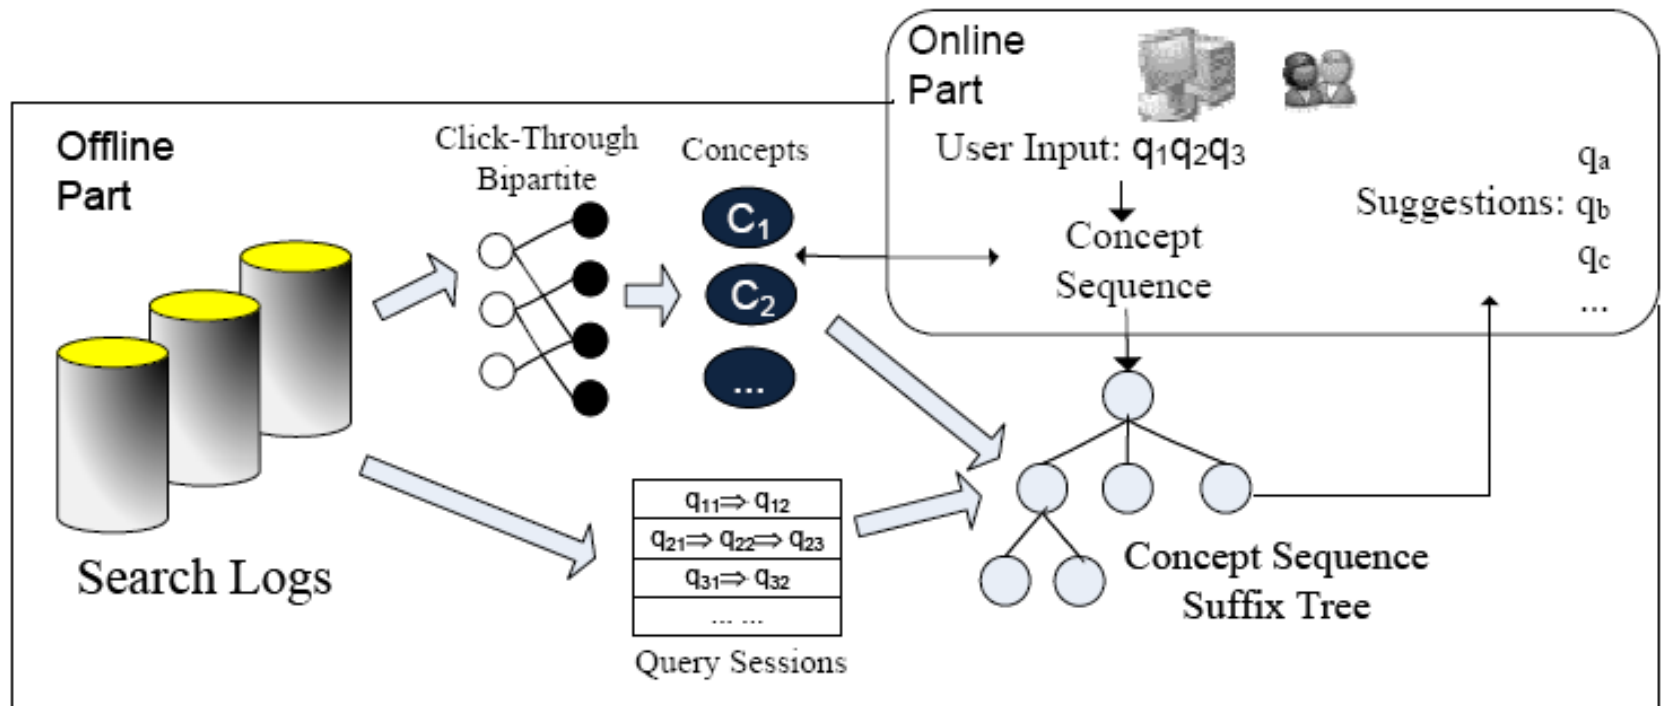 Online
Part
User Input: q1q2q3
Concept
Sequence
Suggestions:
qa
qb
qc
...
Offline
Part
Click-Through
Bipartite
Concepts
C1
C2
...
Search Logs
q11⇒ q12
q21⇒ q22⇒ q23
q31⇒ q32
... ...
Query Sessions
Concept Sequence
Suffix Tree